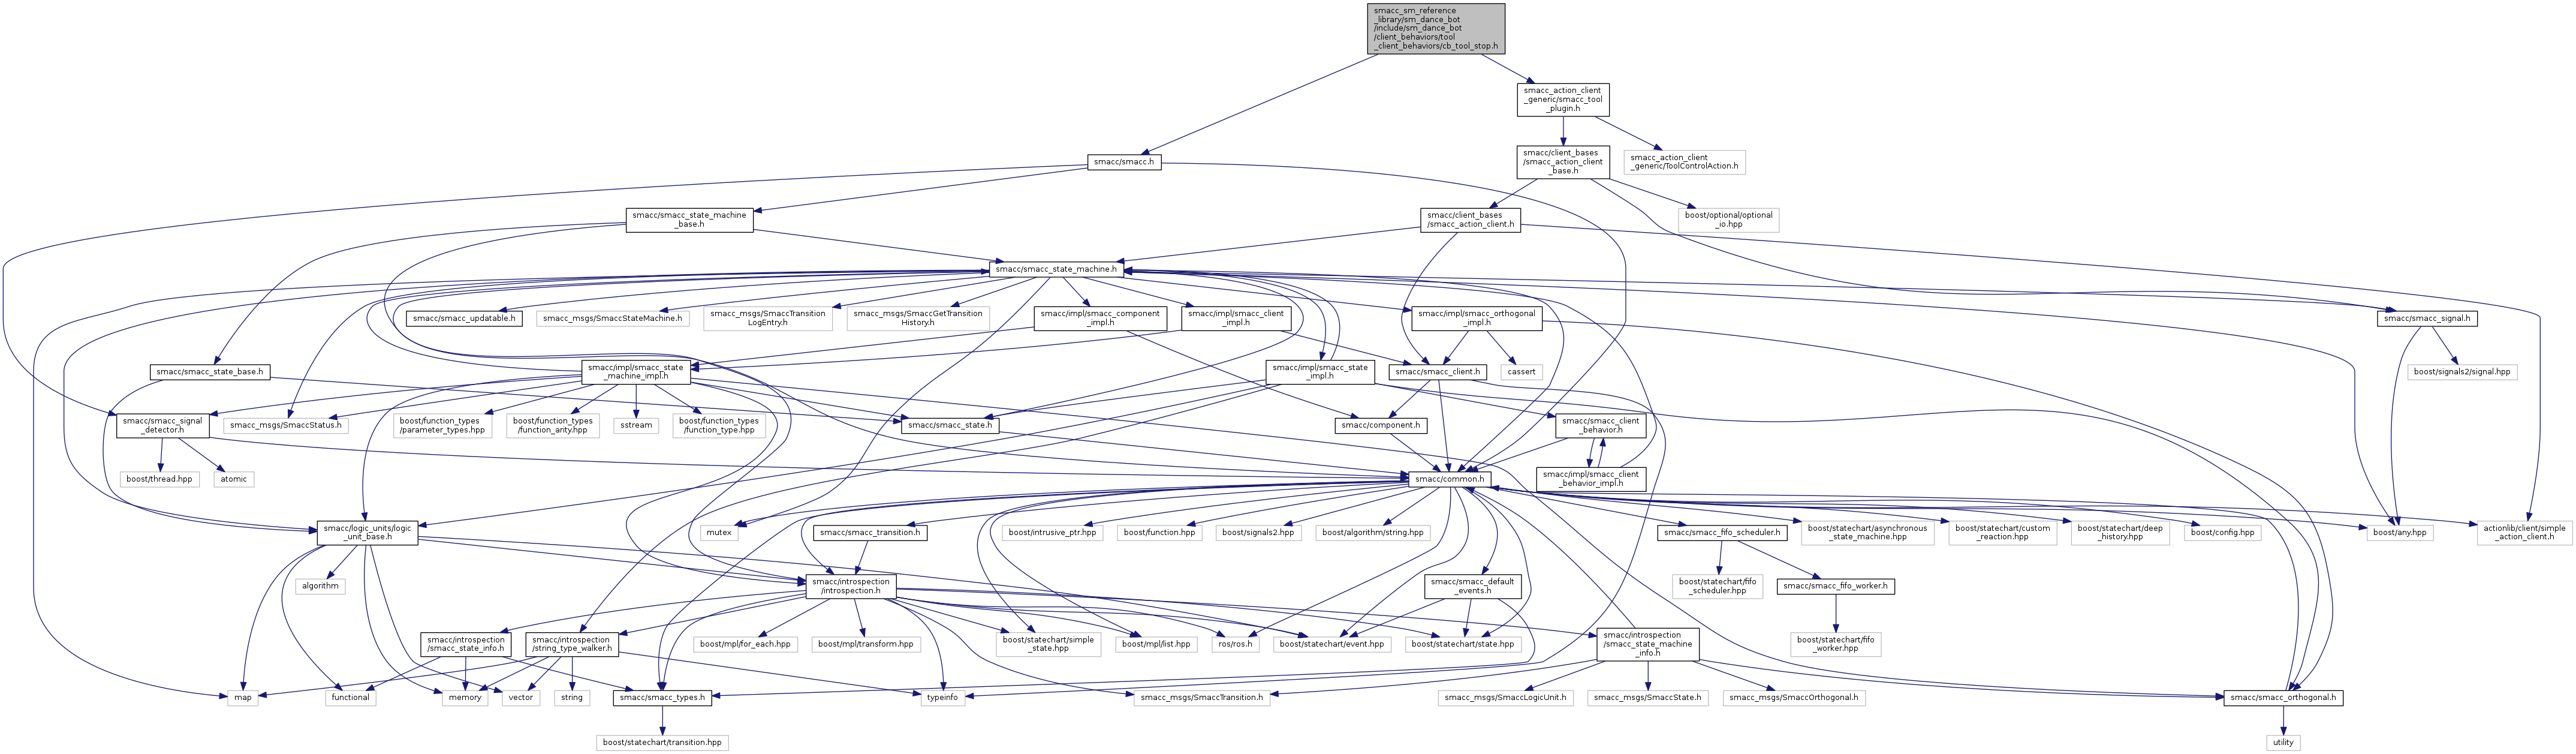 smacc_sm_reference
_library/sm_dance_bot
/include/sm_dance_bot
/client_behaviors/tool
_client_behaviors/cb_tool_stop.h
smacc_action_client
_generic/smacc_tool
_plugin.h
smacc/smacc.h
smacc/client_bases
/smacc_action_client
_base.h
smacc_action_client
_generic/ToolControlAction.h
smacc/smacc_state_machine
_base.h
smacc/client_bases
/smacc_action_client.h
boost/optional/optional
_io.hpp
smacc/smacc_state_machine.h
smacc/smacc_updatable.h
smacc_msgs/SmaccStateMachine.h
smacc_msgs/SmaccTransition
LogEntry.h
smacc_msgs/SmaccGetTransition
History.h
smacc/impl/smacc_component
_impl.h
smacc/impl/smacc_client
_impl.h
smacc/impl/smacc_orthogonal
_impl.h
smacc/smacc_signal.h
smacc/smacc_state_base.h
smacc/impl/smacc_state
_machine_impl.h
smacc/impl/smacc_state
_impl.h
smacc/smacc_client.h
cassert
boost/signals2/signal.hpp
smacc/smacc_signal
_detector.h
smacc_msgs/SmaccStatus.h
boost/function_types
/parameter_types.hpp
boost/function_types
/function_arity.hpp
sstream
boost/function_types
/function_type.hpp
smacc/smacc_state.h
smacc/component.h
smacc/smacc_client
_behavior.h
boost/thread.hpp
atomic
smacc/common.h
smacc/impl/smacc_client
_behavior_impl.h
smacc/logic_units/logic
_unit_base.h
mutex
smacc/smacc_transition.h
boost/intrusive_ptr.hpp
boost/function.hpp
boost/signals2.hpp
boost/algorithm/string.hpp
smacc/smacc_fifo_scheduler.h
boost/statechart/asynchronous
_state_machine.hpp
boost/statechart/custom
_reaction.hpp
boost/statechart/deep
_history.hpp
boost/config.hpp
boost/any.hpp
actionlib/client/simple
_action_client.h
algorithm
smacc/introspection
/introspection.h
smacc/smacc_default
_events.h
boost/statechart/fifo
_scheduler.hpp
smacc/smacc_fifo_worker.h
smacc/introspection
/smacc_state_info.h
smacc/introspection
/string_type_walker.h
boost/mpl/for_each.hpp
boost/mpl/transform.hpp
boost/statechart/simple
_state.hpp
boost/mpl/list.hpp
ros/ros.h
boost/statechart/event.hpp
boost/statechart/state.hpp
smacc/introspection
/smacc_state_machine
_info.h
boost/statechart/fifo
_worker.hpp
map
functional
memory
vector
string
smacc/smacc_types.h
typeinfo
smacc_msgs/SmaccTransition.h
smacc_msgs/SmaccLogicUnit.h
smacc_msgs/SmaccState.h
smacc_msgs/SmaccOrthogonal.h
smacc/smacc_orthogonal.h
boost/statechart/transition.hpp
utility